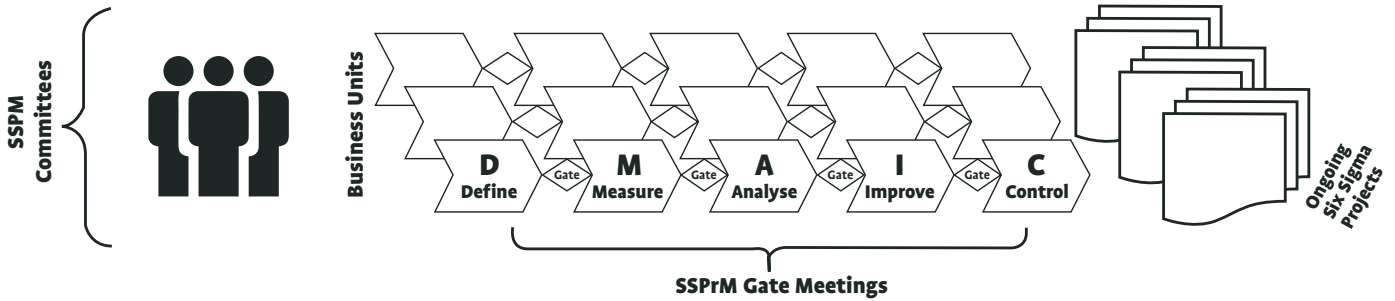 SSPM
Committees
Business Units
D
Define
Gate
M
Measure
Gate
A
Analyse
Gate
I
Improve
Gate
C
Control
SSPrM Gate Meetings
Ongoing
Six Sigma
Projects